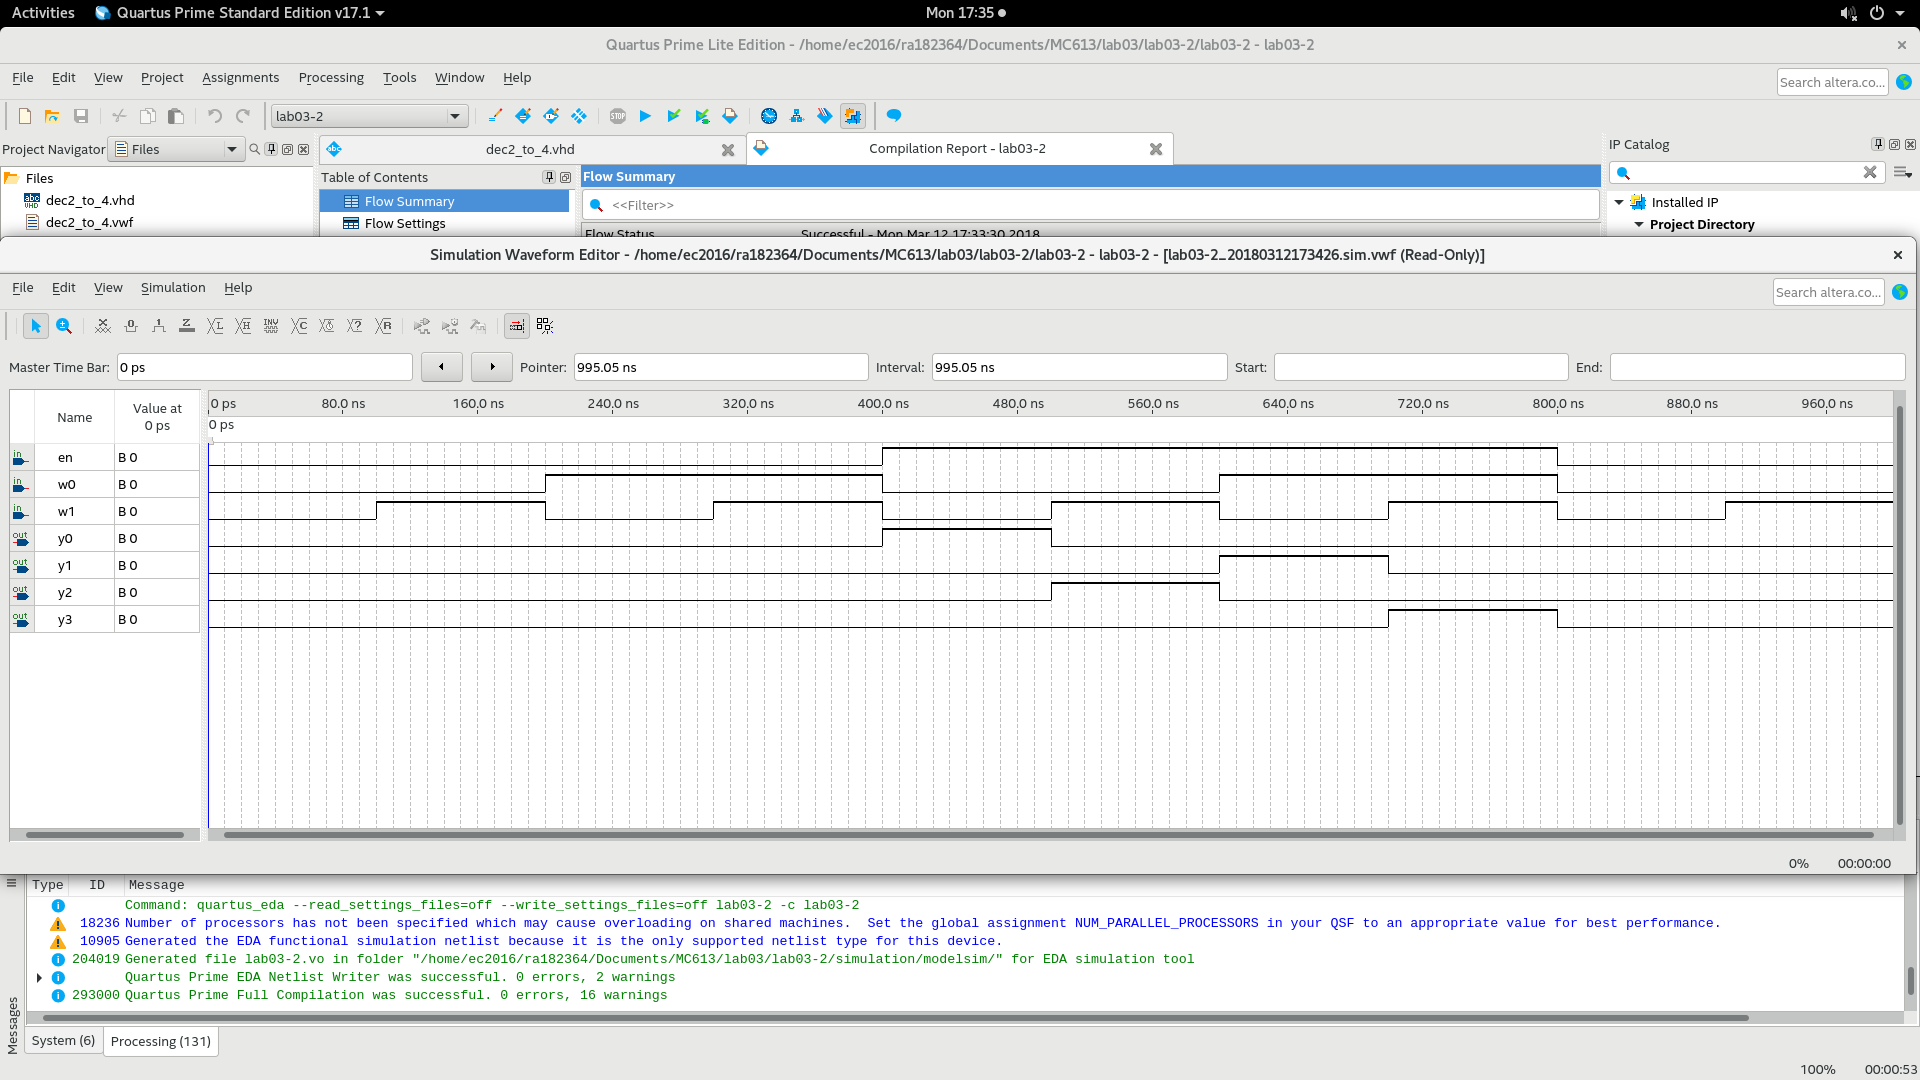 Activities Quartus Prime Standard Edition v17.1 Mon 17:35
Quartus Prime Lite Edition - /home/ec2016/ra182364/Documents/MC613/lab03/lab03-2/lab03-2 - lab03-2
File Edit View Project Assignments Processing Tools Window Help Search altera.co...
lab03-2
Project Navigator Files dec2_to_4.vhd Compilation Report - lab03-2 IP Catalog
Files Table of Contents Flow Summary
dec2_to_4.vhd Flow Summary <<Filter>> Installed IP
dec2_to_4.vwf Flow Settings Project Directory
Flow Status Successful - Mon Mar 12 17:33:30 2018
Simulation Waveform Editor - /home/ec2016/ra182364/Documents/MC613/lab03/lab03-2/lab03-2 - lab03-2 - [lab03-2_20180312173426.sim.vwf (Read-Only)]
File Edit View Simulation Help Search altera.co...
Master Time Bar: 0 ps Pointer: 995.05 ns Interval: 995.05 ns Start: End:
Name Value at 0 ps
0 ps 80.0 ns 160.0 ns 240.0 ns 320.0 ns 400.0 ns 480.0 ns 560.0 ns 640.0 ns 720.0 ns 800.0 ns 880.0 ns 960.0 ns
0 ps
in en B 0
in w0 B 0
in w1 B 0
out y0 B 0
out y1 B 0
out y2 B 0
out y3 B 0
0% 00:00:00
Type ID Message
Command: quartus_eda --read_settings_files=off --write_settings_files=off lab03-2 -c lab03-2
18236 Number of processors has not been specified which may cause overloading on shared machines. Set the global assignment NUM_PARALLEL_PROCESSORS in your QSF to an appropriate value for best performance.
10905 Generated the EDA functional simulation netlist because it is the only supported netlist type for this device.
204019 Generated file lab03-2.vo in folder "/home/ec2016/ra182364/Documents/MC613/lab03/lab03-2/simulation/modelsim/" for EDA simulation tool
Quartus Prime EDA Netlist Writer was successful. 0 errors, 2 warnings
293000 Quartus Prime Full Compilation was successful. 0 errors, 16 warnings
Messages
System (6) Processing (131)
100% 00:00:53